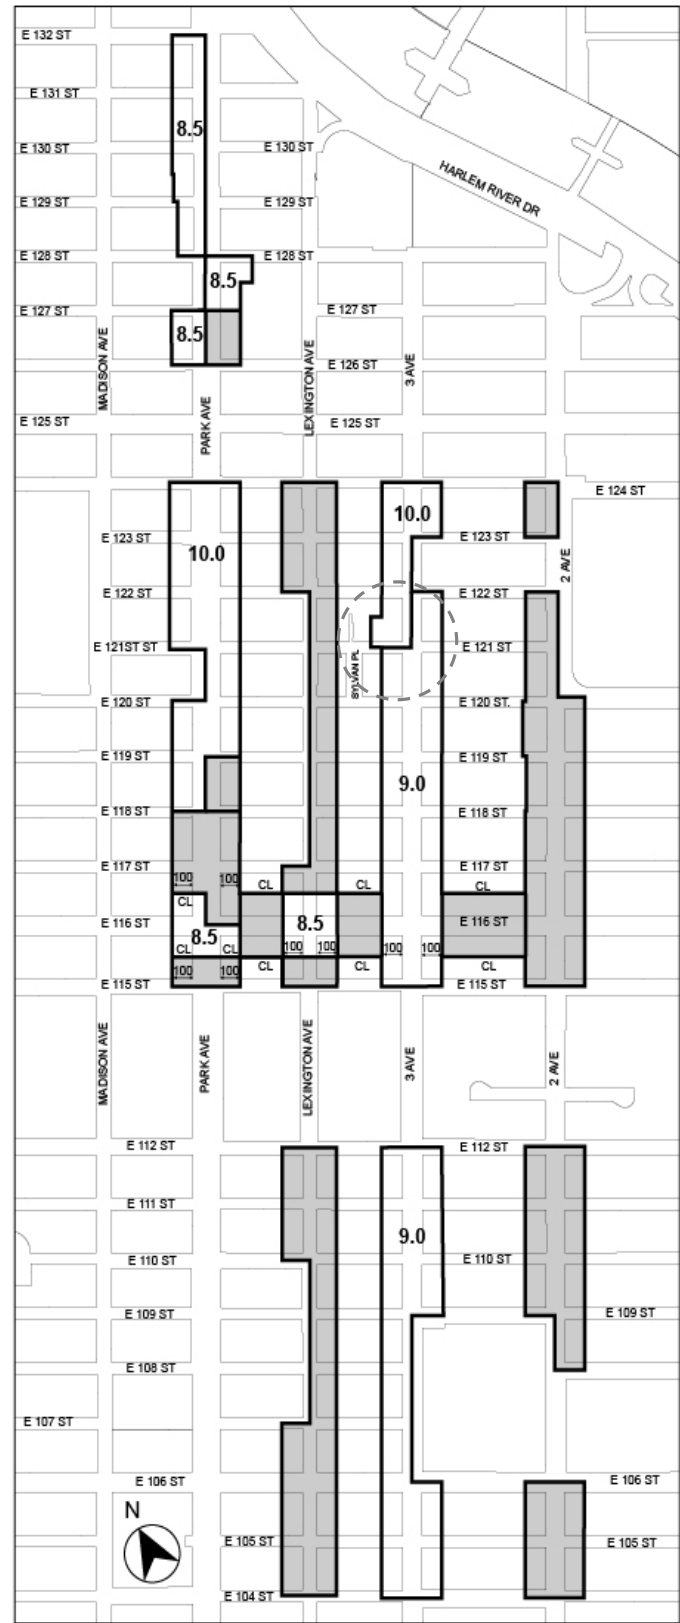 E 132 ST
E 131 ST
8.5
E 130 ST
E 130 ST
HARLEM RIVER DR
E 129 ST
E 129 ST
E 128 ST
E 128 ST
8.5
E 127 ST
E 127 ST
8.5
MADISON AVE
LEXINGTON AVE
3 AVE
E 126 ST
PARK AVE
E 125 ST
E 125 ST
E 124 ST
10.0
E 123 ST
E 123 ST
10.0
2 AVE
E 122 ST
E 122 ST
E 121ST ST
E 121 ST
SYLVAN PL
E 120 ST
E 120 ST.
E 119 ST
E 119 ST
9.0
E 118 ST
E 118 ST
E 117 ST
E 117 ST
100
100
CL
CL
CL
CL
E 116 ST
8.5
8.5
E 116 ST
CL
CL
100
100
100
100
CL
CL
CL
100
100
E 115 ST
E 115 ST
MADISON AVE
PARK AVE
LEXINGTON AVE
3 AVE
2 AVE
E 112 ST
E 112 ST
E 111 ST
9.0
E 110 ST
E 110 ST
E 109 ST
E 109 ST
E 108 ST
E 107 ST
E 106 ST
E 106 ST
N
E 105 ST
E 105 ST
E 104 ST